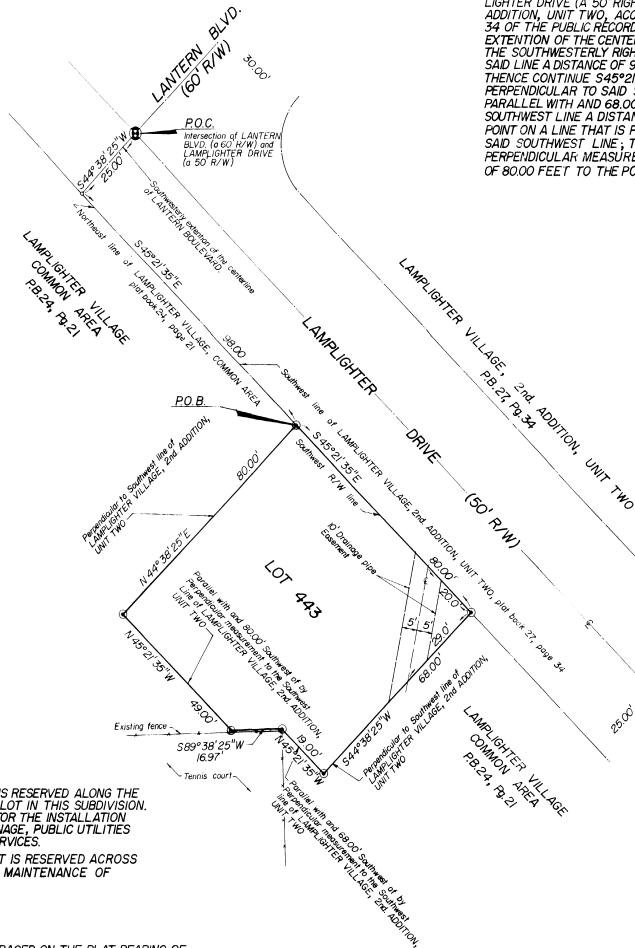 LIGHTER DRIVE (A 50' RIGH
ADDITION, UNIT TWO, ACC
34 OF THE PUBLIC RECORD
EXTENTION OF THE CENTER
THE SOUTHWESTERLY RIGH
SAID LINE A DISTANCE OF 9
THENCE CONTINUE S45°21'
PERPENDICULAR TO SAID S
PARALLEL WITH AND 68.00
SOUTHWEST LINE A DISTAN
POINT ON A LINE THAT IS P
SAID SOUTHWEST LINE; T
PERPENDICULAR MEASURE
OF 80.00 FEET TO THE PO
LANTERN BLVD.
(60' R/W)
30.00'
P.O.C.
Intersection of LANTERN
BLVD. (a 60' R/W) and
LAMPLIGHTER DRIVE
(a 50' R/W)
S44°38'25"W
25.00'
Southwesterly extention of the centerline
of LANTERN BOULEVARD.
S45°21'35"E
Northeast line of LAMPLIGHTER VILLAGE, COMMON AREA
plat book 24, page 21
98.00
LAMPLIGHTER VILLAGE
COMMON AREA
P.B.24, Pg.21
LAMPLIGHTER VILLAGE, 2nd. ADDITION, UNIT TWO
P.B.27, Pg.34
LAMPLIGHTER DRIVE (50' R/W)
P.O.B.
Southwest line of LAMPLIGHTER VILLAGE, 2nd. ADDITION, UNIT TWO, plat book 27, page 34
S45°21'35"E
Southwest R/W line
80.00'
Perpendicular to Southwest line of
LAMPLIGHTER VILLAGE, 2nd. ADDITION,
UNIT TWO
N 44°38'25"E
10' Drainage pipe
Easement
80.00'
20.0'
LOT 443
5'
5'
29.0'
68.00'
S44°38'25"W
Parallel with and 80.00' Southwest of by
Perpendicular measurement to the Southwest
Line of LAMPLIGHTER VILLAGE, 2nd. ADDITION,
UNIT TWO
N 45°21'35"W
49.00'
Existing fence
S89°38'25"W
16.97'
Tennis court
N45°21'35"W
19.00'
Perpendicular to Southwest line of
LAMPLIGHTER VILLAGE, 2nd. ADDITION,
UNIT TWO
LAMPLIGHTER VILLAGE
COMMON AREA
P.B.24, Pg.21
25.00'
Parallel with and 68.00' Southwest of by
Perpendicular measurement to the Southwest
line of LAMPLIGHTER VILLAGE, 2nd. ADDITION,
UNIT TWO
IS RESERVED ALONG THE
LOT IN THIS SUBDIVISION.
FOR THE INSTALLATION
NAGE, PUBLIC UTILITIES
RVICES.
T IS RESERVED ACROSS
MAINTENANCE OF
BASED ON THE PLAT BEARING OF